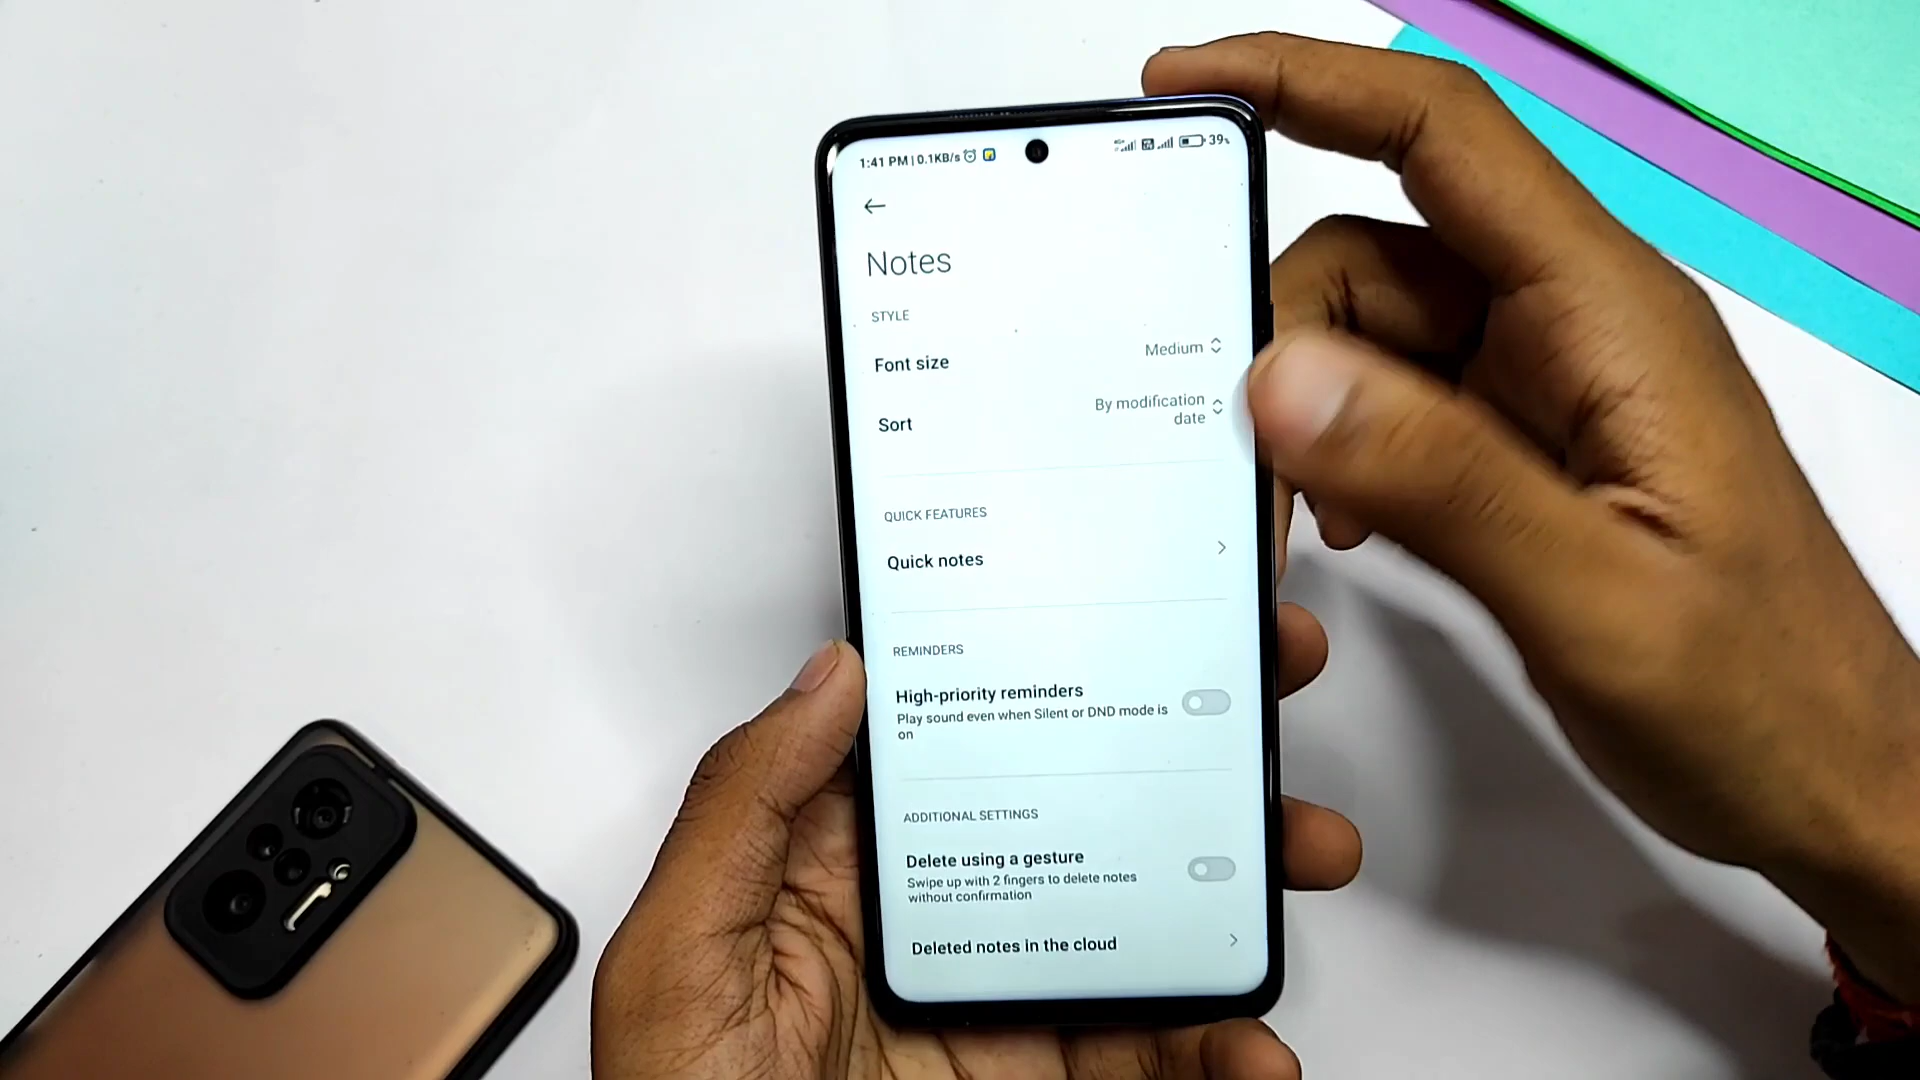 1:41 PM | 0.1KB/s 39%
Notes
STYLE
Font size Medium
Sort By modification
date
QUICK FEATURES
Quick notes
REMINDERS
High-priority reminders
Play sound even when Silent or DND mode is
on
ADDITIONAL SETTINGS
Delete using a gesture
Swipe up with 2 fingers to delete notes
without confirmation
Deleted notes in the cloud